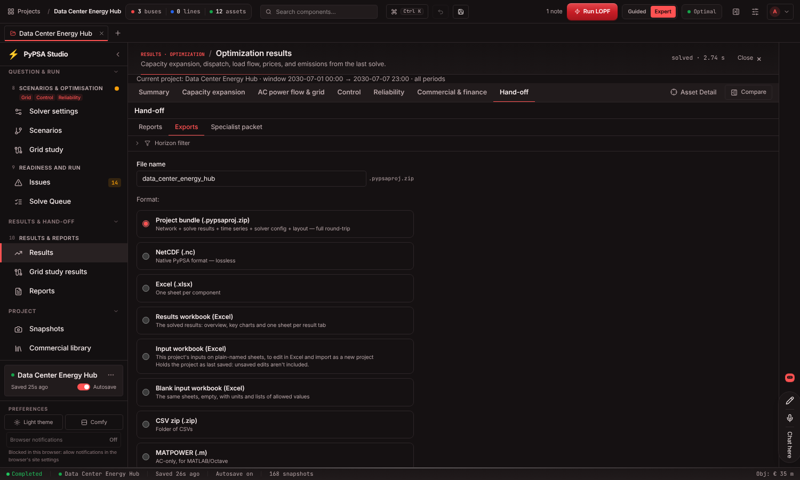 Projects / Data Center Energy Hub
3 buses
0 lines
12 assets
Search components...
Ctrl K
1 note
Run LOPF
Guided
Expert
Optimal
A
Data Center Energy Hub
PyPSA Studio
QUESTION & RUN
SCENARIOS & OPTIMISATION
Grid
Control
Reliability
Solver settings
Scenarios
Grid study
READINESS AND RUN
Issues
14
Solve Queue
RESULTS & HAND-OFF
RESULTS & REPORTS
Results
Grid study results
Reports
PROJECT
Snapshots
Commercial library
Data Center Energy Hub
Saved 25s ago
Autosave
PREFERENCES
Light theme
Comfy
Browser notifications
Off
Blocked in this browser; allow notifications in the browser's site settings
RESULTS · OPTIMIZATION / Optimization results
Capacity expansion, dispatch, load flow, prices, and emissions from the last solve.
solved · 2.74 s
Close
Current project: Data Center Energy Hub · window 2030-07-01 00:00 → 2030-07-07 23:00 · all periods
Summary
Capacity expansion
AC power flow & grid
Control
Reliability
Commercial & finance
Hand-off
Asset Detail
Compare
Hand-off
Reports
Exports
Specialist packet
Horizon filter
File name
data_center_energy_hub
.pypsaproj.zip
Format:
Project bundle (.pypsaproj.zip)
Network + solve results + time series + solver config + layout — full round-trip
NetCDF (.nc)
Native PyPSA format — lossless
Excel (.xlsx)
One sheet per component
Results workbook (Excel)
The solved results: overview, key charts and one sheet per result tab
Input workbook (Excel)
This project's inputs on plain-named sheets, to edit in Excel and import as a new project
Holds the project as last saved: unsaved edits aren't included.
Blank input workbook (Excel)
The same sheets, empty, with units and lists of allowed values
CSV zip (.zip)
Folder of CSVs
MATPOWER (.m)
AC-only, for MATLAB/Octave
Chat here
Completed
Data Center Energy Hub
Saved 26s ago
Autosave on
168 snapshots
Obj: € 35 m